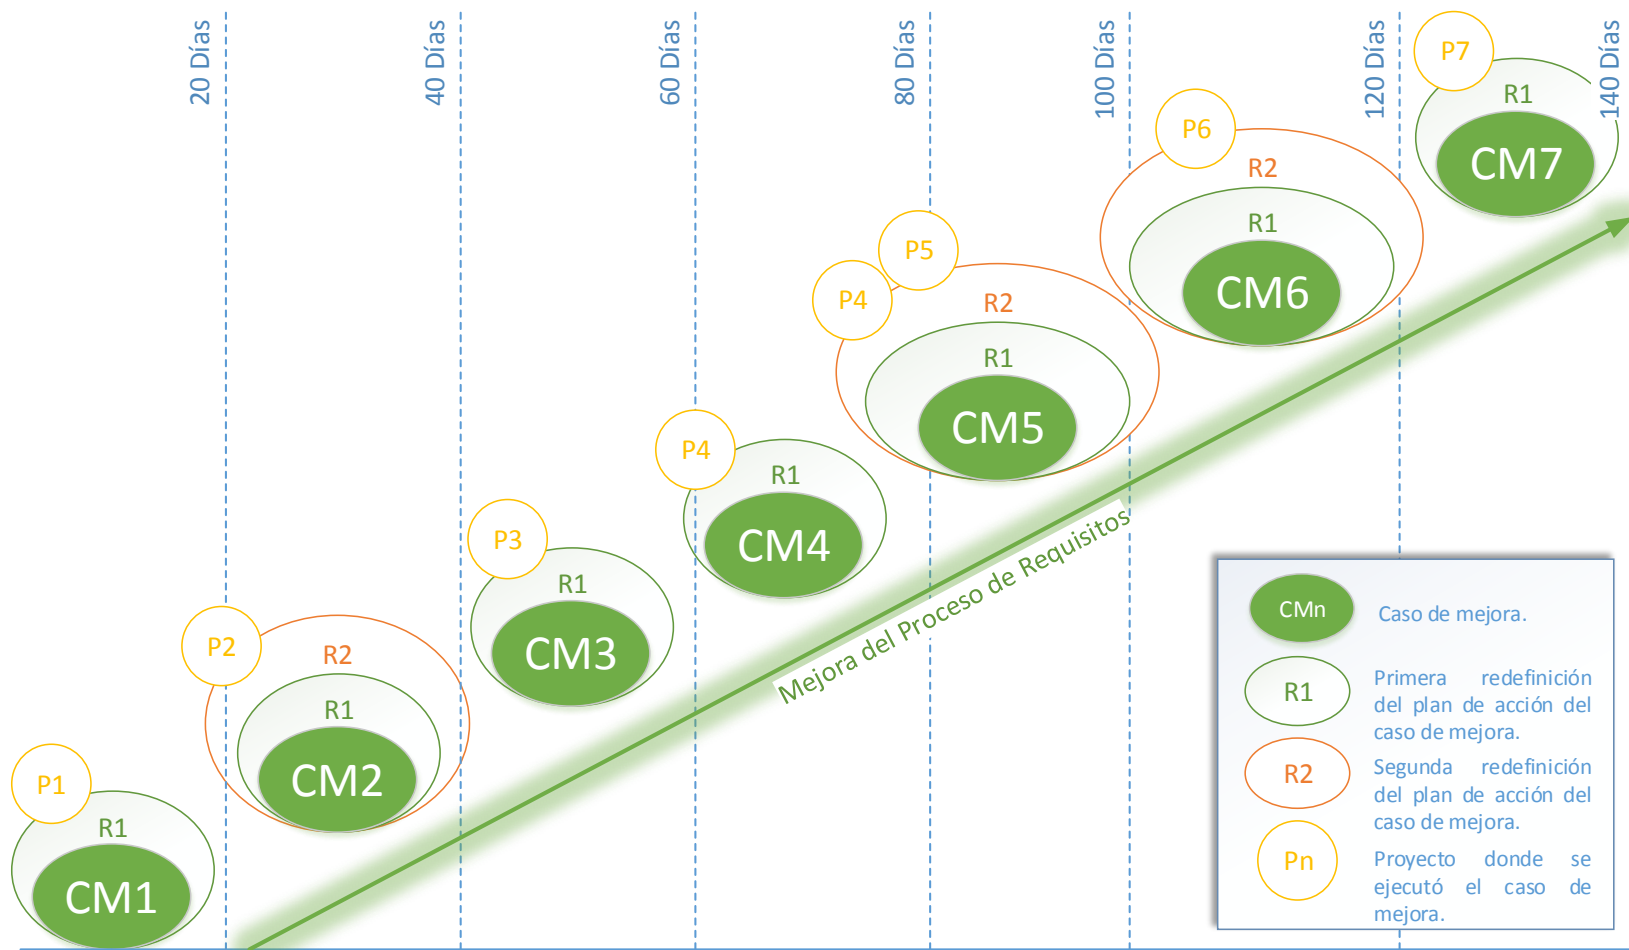 20 Días
40 Días
60 Días
80 Días
100 Días
120 Días
140 Días
P7
R1
CM7
P6
R2
R1
CM6
P5
P4
R2
R1
CM5
P4
R1
CM4
P3
R1
CM3
P2
R2
R1
CM2
P1
R1
CM1
Mejora del Proceso de Requisitos
CMn
Caso de mejora.
R1
Primera redefinición
del plan de acción del
caso de mejora.
R2
Segunda redefinición
del plan de acción del
caso de mejora.
Pn
Proyecto donde se
ejecutó el caso de
mejora.